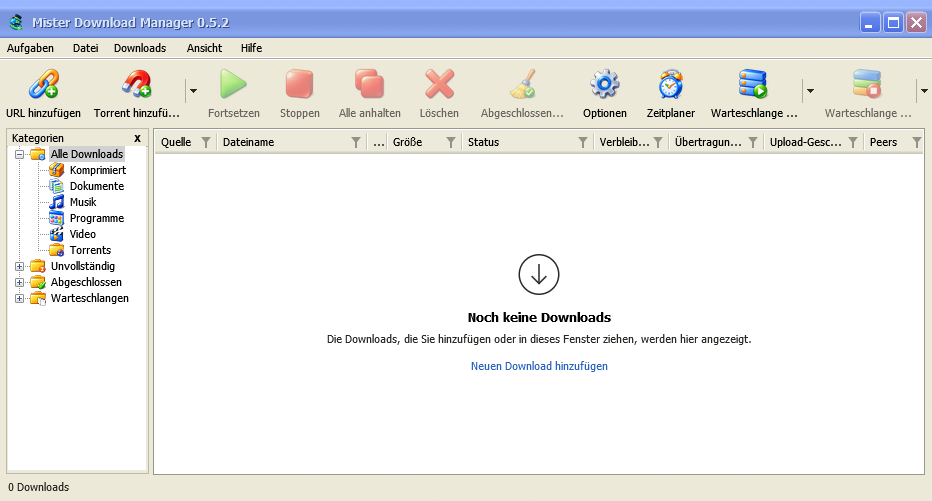 Mister Download Manager 0.5.2
Aufgaben Datei Downloads Ansicht Hilfe
URL hinzufügen Torrent hinzufü... Fortsetzen Stoppen Alle anhalten Löschen Abgeschlossen... Optionen Zeitplaner Warteschlange ... Warteschlange ...
Kategorien x
Quelle Dateiname ... Größe Status Verbleib... Übertragun... Upload-Gesc... Peers
Alle Downloads
Komprimiert
Dokumente
Musik
Programme
Video
Torrents
Unvollständig
Abgeschlossen
Warteschlangen
Noch keine Downloads
Die Downloads, die Sie hinzufügen oder in dieses Fenster ziehen, werden hier angezeigt.
Neuen Download hinzufügen
0 Downloads